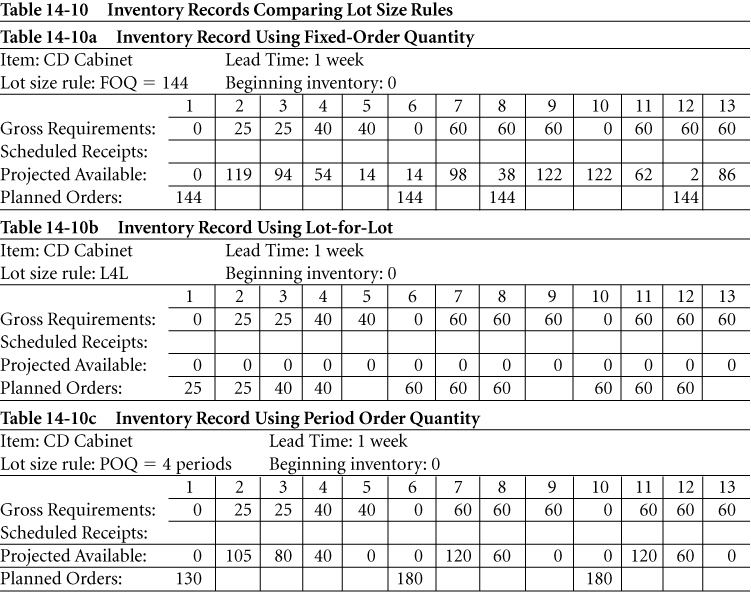 Table 14-10 Inventory Records Comparing Lot Size Rules
Table 14-10a Inventory Record Using Fixed-Order Quantity
Item: CD Cabinet Lead Time: 1 week
Lot size rule: FOQ = 144 Beginning inventory: 0
1 2 3 4 5 6 7 8 9 10 11 12 13
Gross Requirements: 0 25 25 40 40 0 60 60 60 0 60 60 60
Scheduled Receipts:
Projected Available: 0 119 94 54 14 14 98 38 122 122 62 2 86
Planned Orders: 144 144 144 144
Table 14-10b Inventory Record Using Lot-for-Lot
Item: CD Cabinet Lead Time: 1 week
Lot size rule: L4L Beginning inventory: 0
1 2 3 4 5 6 7 8 9 10 11 12 13
Gross Requirements: 0 25 25 40 40 0 60 60 60 0 60 60 60
Scheduled Receipts:
Projected Available: 0 0 0 0 0 0 0 0 0 0 0 0 0
Planned Orders: 25 25 40 40 60 60 60 60 60 60
Table 14-10c Inventory Record Using Period Order Quantity
Item: CD Cabinet Lead Time: 1 week
Lot size rule: POQ = 4 periods Beginning inventory: 0
1 2 3 4 5 6 7 8 9 10 11 12 13
Gross Requirements: 0 25 25 40 40 0 60 60 60 0 60 60 60
Scheduled Receipts:
Projected Available: 0 105 80 40 0 0 120 60 0 0 120 60 0
Planned Orders: 130 180 180